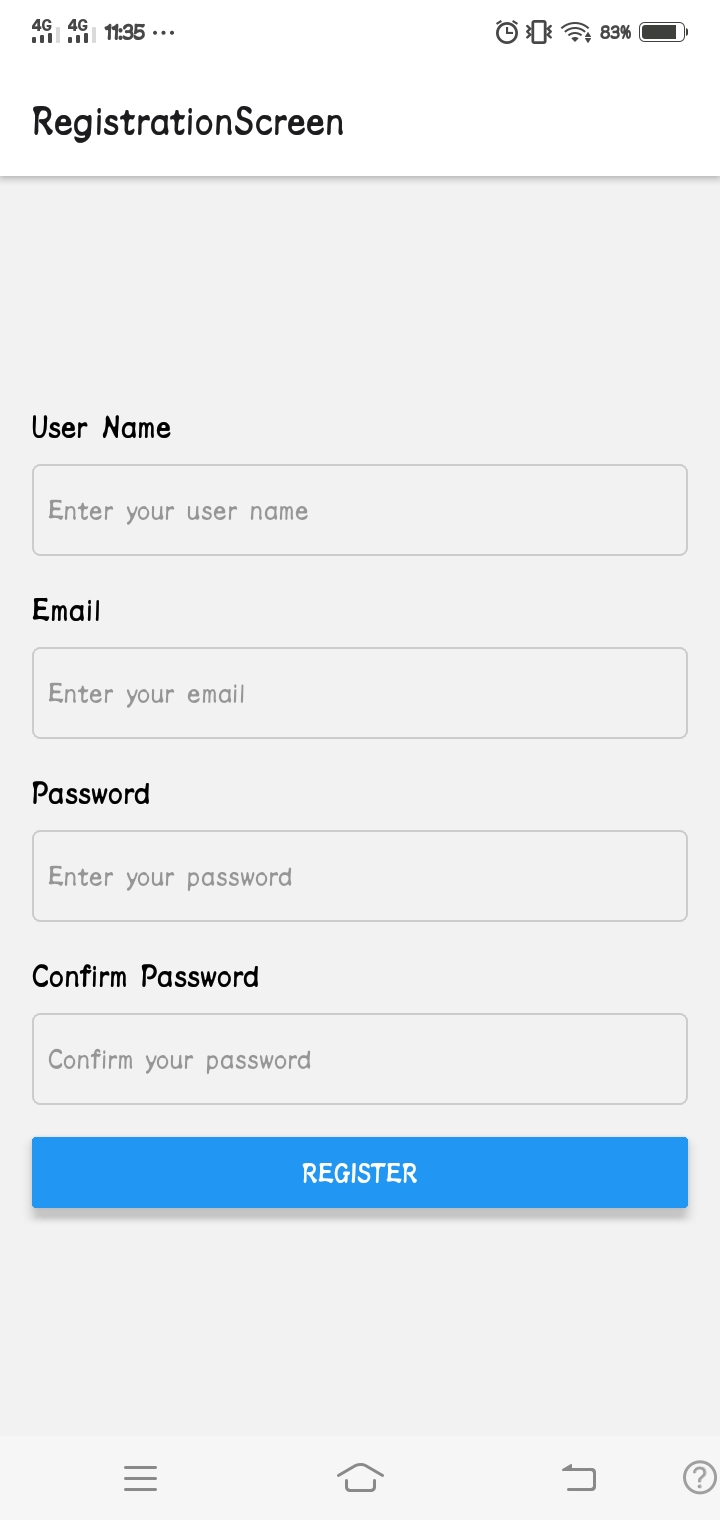 4G 4G 11:35 ... 83%
RegistrationScreen
User Name
Enter your user name
Email
Enter your email
Password
Enter your password
Confirm Password
Confirm your password
REGISTER
?